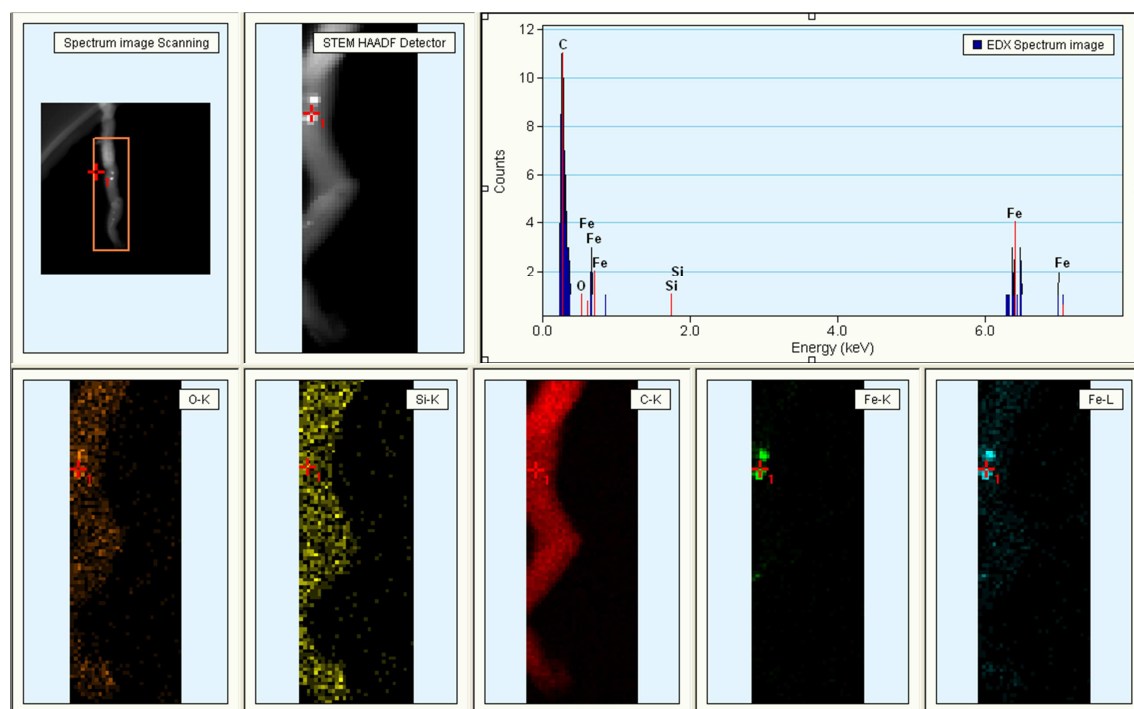 Spectrum image Scanning
1
STEM HAADF Detector
1
EDX Spectrum image
Counts
12
10
8
6
4
2
C
Fe
Fe
Fe
O
Si
Si
Fe
Fe
0.0 2.0 4.0 6.0
Energy (keV)
O-K
1
Si-K
1
C-K
1
Fe-K
1
Fe-L
1